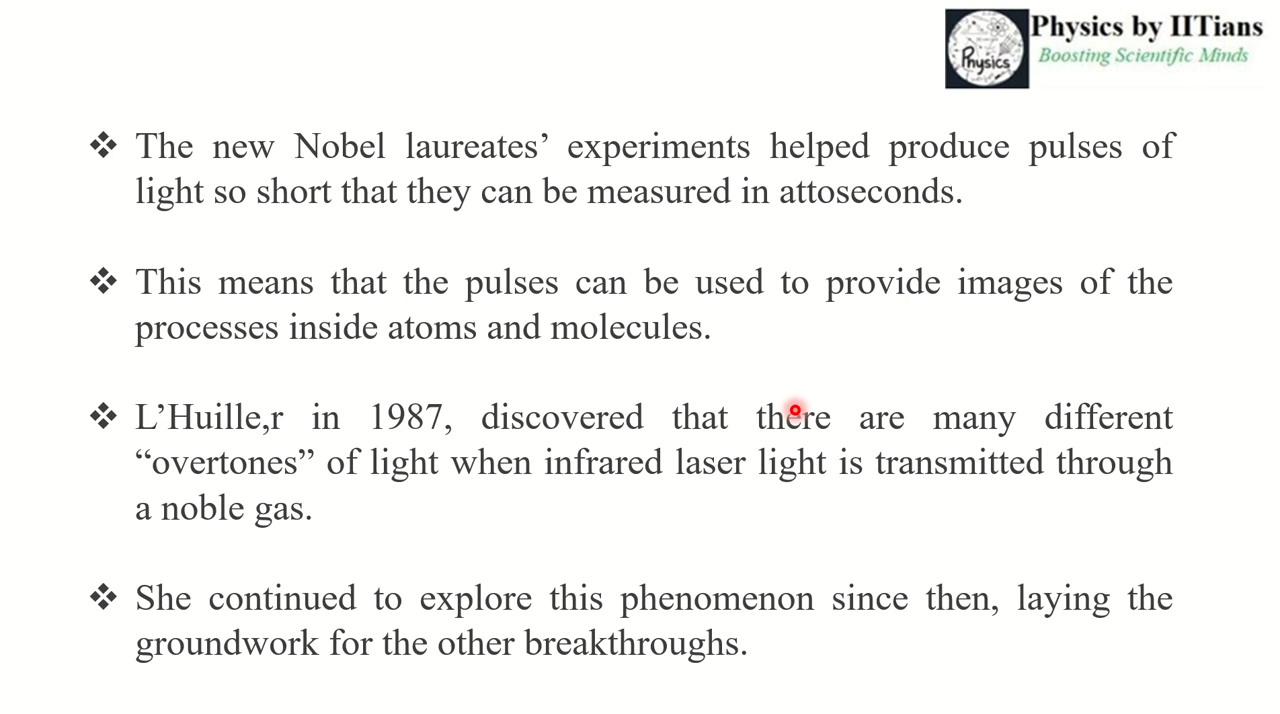 Physics by IITians
Physics
Boosting Scientific Minds
❖ The new Nobel laureates’ experiments helped produce pulses of
light so short that they can be measured in attoseconds.
❖ This means that the pulses can be used to provide images of the
processes inside atoms and molecules.
❖ L’Huille,r in 1987, discovered that there are many different
“overtones” of light when infrared laser light is transmitted through
a noble gas.
❖ She continued to explore this phenomenon since then, laying the
groundwork for the other breakthroughs.